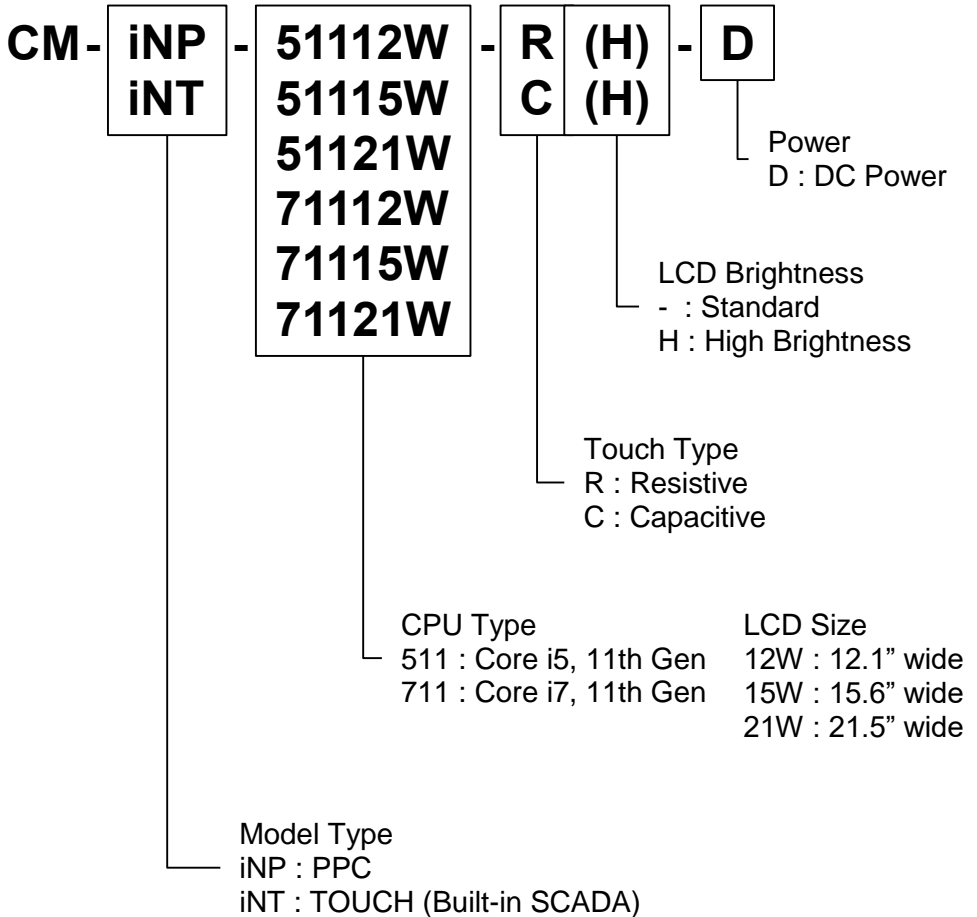 CM- iNP - 51112W - R (H) - D
iNT 51115W C (H)
51121W
71112W
71115W
71121W
Power
D : DC Power
LCD Brightness
- : Standard
H : High Brightness
Touch Type
R : Resistive
C : Capacitive
CPU Type LCD Size
511 : Core i5, 11th Gen 12W : 12.1” wide
711 : Core i7, 11th Gen 15W : 15.6” wide
21W : 21.5” wide
Model Type
iNP : PPC
iNT : TOUCH (Built-in SCADA)